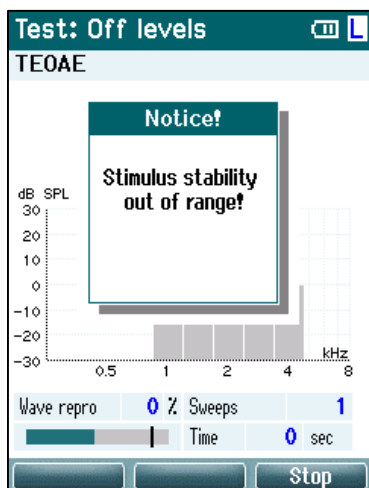 Test: Off levels L
TEOAE
Notice!
Stimulus stability
out of range!
dB SPL
30
20
10
0
-10
-20
-30
kHz
0.5 1 2 4 8
Wave repro 0 % Sweeps 1
Time 0 sec
Stop